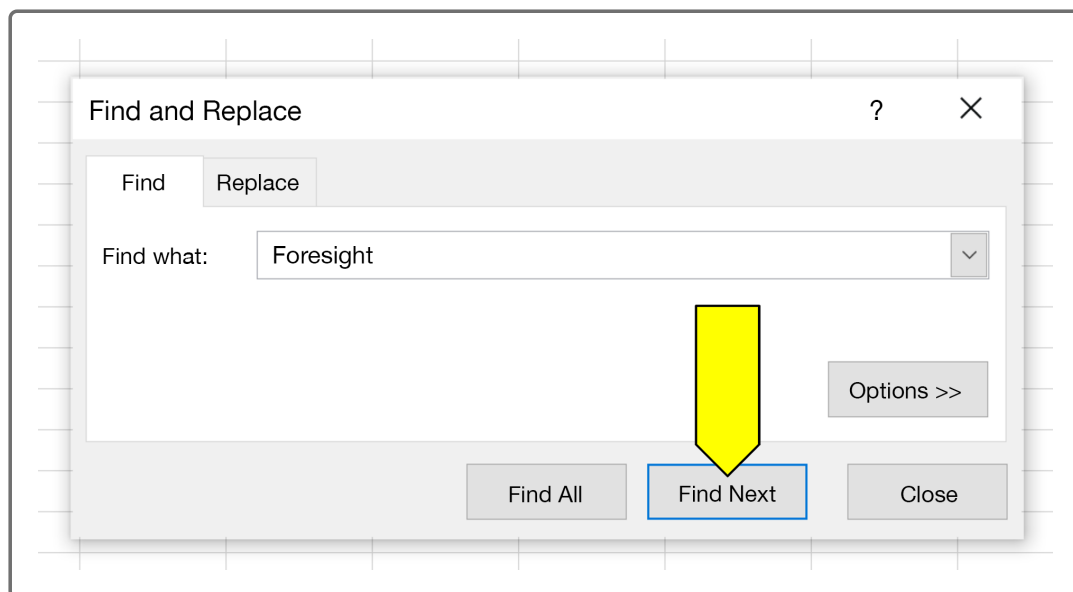 Find and Replace ?
Find Replace
Find what: Foresight
Options >>
Find All Find Next Close